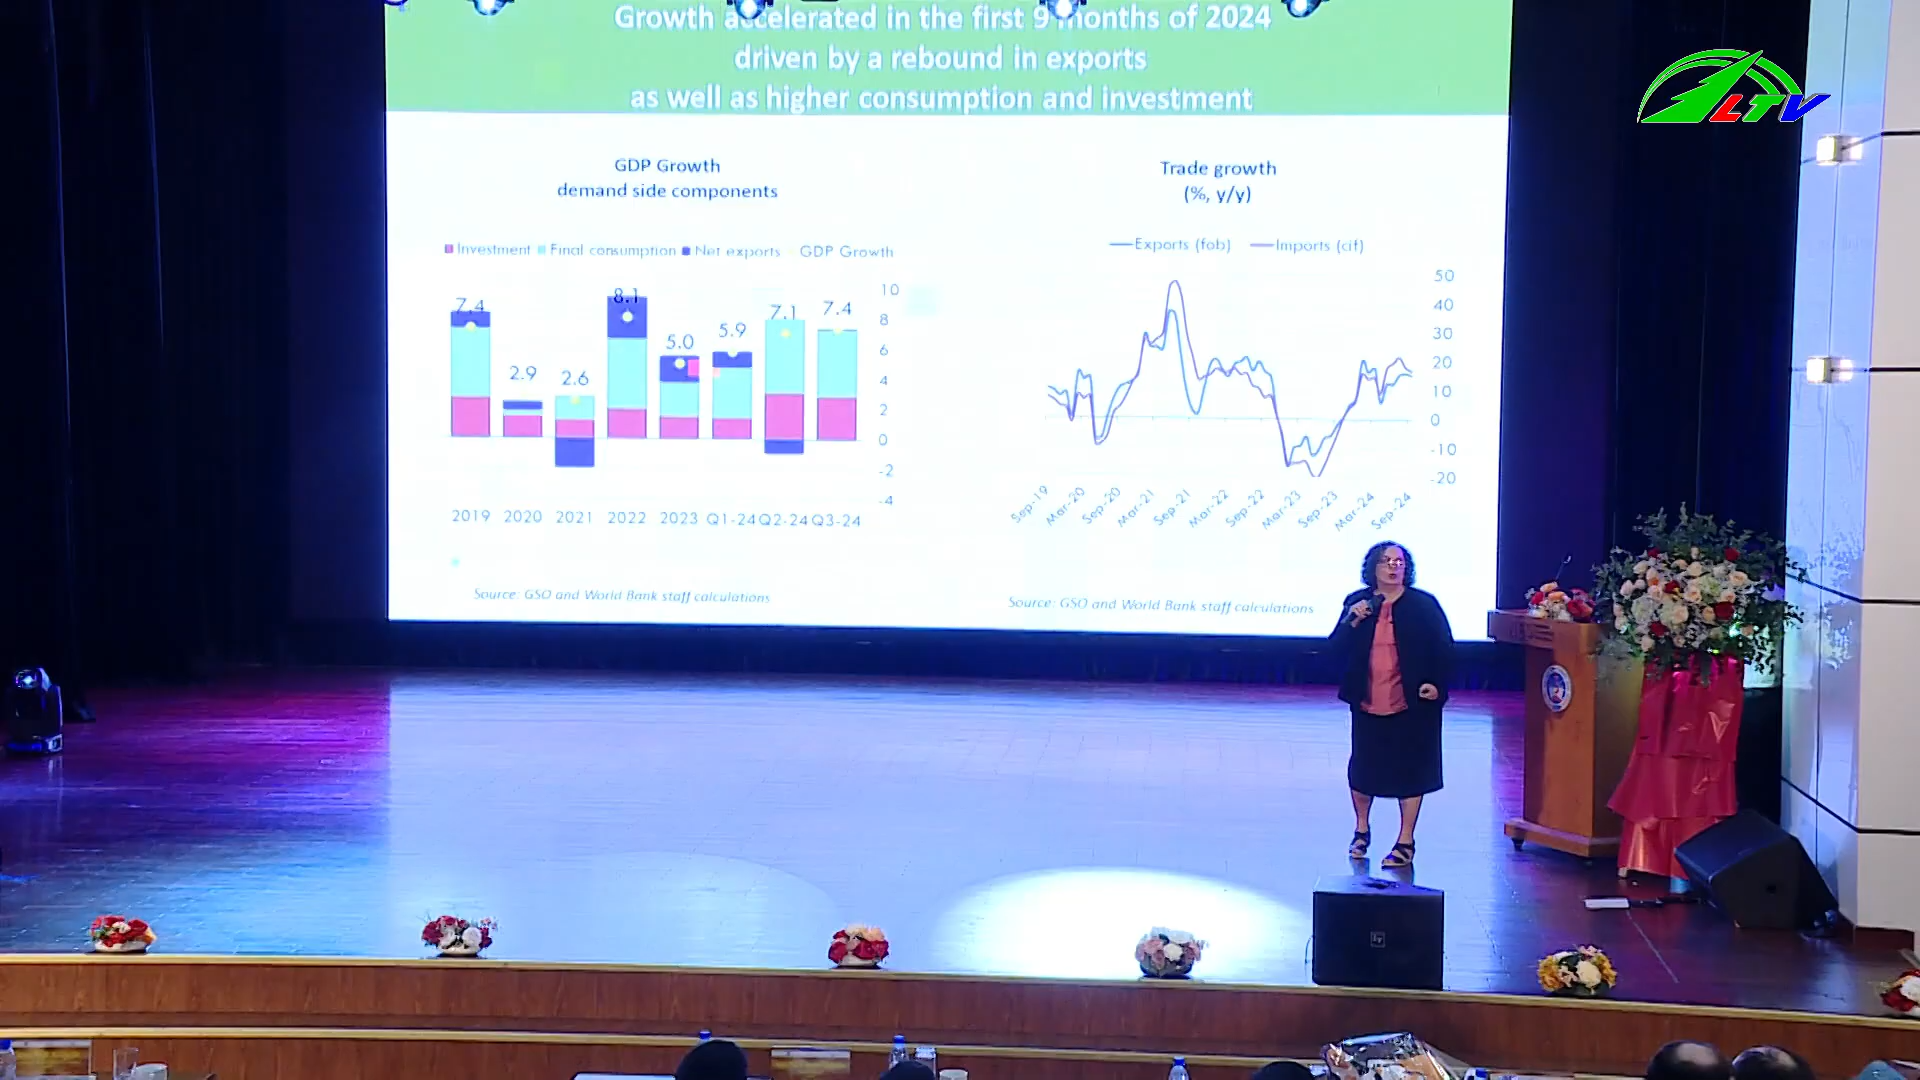 Growth accelerated in the first 9 months of 2024
driven by a rebound in exports
as well as higher consumption and investment
LTV
GDP Growth
demand side components
Investment Final consumption Net exports GDP Growth
7.4 2.9 2.6 8.1 5.0 5.9 7.1 7.4
10
8
6
4
2
0
-2
-4
2019 2020 2021 2022 2023 Q1-24 Q2-24 Q3-24
Source: GSO and World Bank staff calculations
Trade growth
(%, y/y)
Exports (fob) Imports (cif)
50
40
30
20
10
0
-10
-20
Sep-19 Mar-20 Sep-20 Mar-21 Sep-21 Mar-22 Sep-22 Mar-23 Sep-23 Mar-24 Sep-24
Source: GSO and World Bank staff calculations